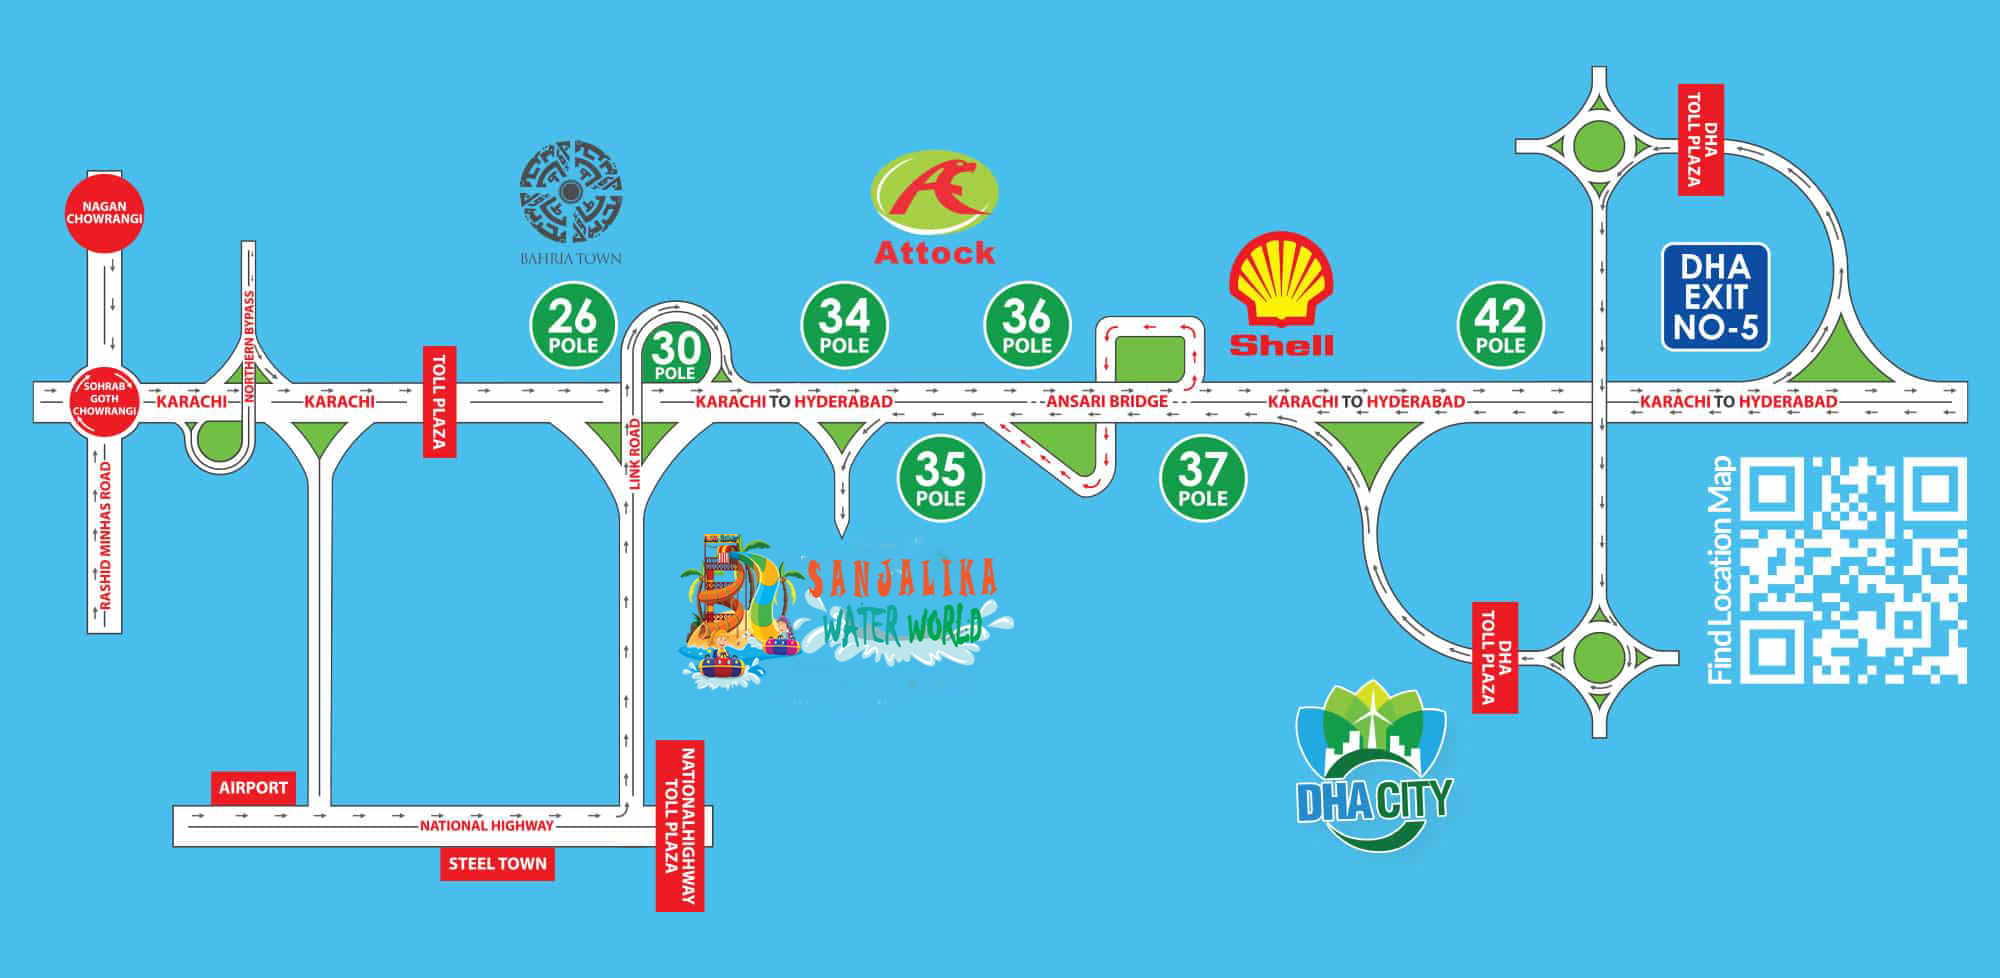 NAGAN
CHOWRANGI
SOHRAB
GOTH
CHOWRANGI
RASHID MINHAS ROAD
KARACHI
NORTHERN BYPASS
KARACHI
TOLL PLAZA
BAHRIA TOWN
26
POLE
30
POLE
LINK ROAD
KARACHI TO HYDERABAD
34
POLE
Attock
36
POLE
35
POLE
ANSARI BRIDGE
37
POLE
Shell
KARACHI TO HYDERABAD
42
POLE
DHA
TOLL PLAZA
DHA
EXIT
NO-5
KARACHI TO HYDERABAD
Find Location Map
SANJALIKA
WATER WORLD
DHA
TOLL PLAZA
DHA CITY
AIRPORT
NATIONAL HIGHWAY
STEEL TOWN
NATIONALHIGHWAY
TOLL PLAZA